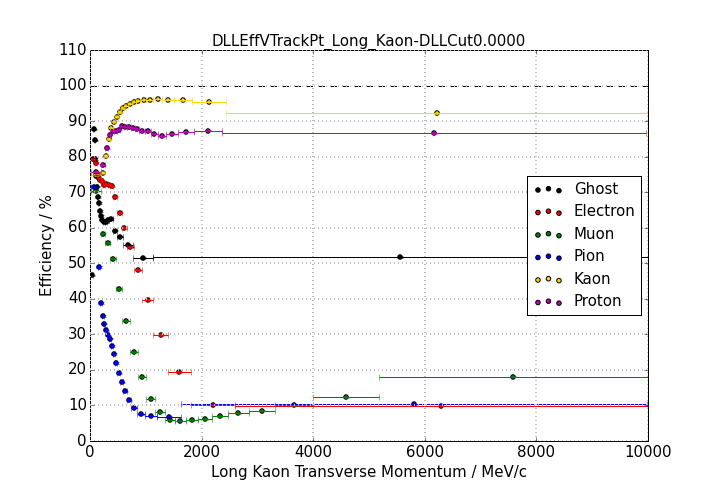 DLLEffVTrackPt_Long_Kaon-DLLCut0.0000
110
100
90
80
70
60
50
40
30
20
10
0
Efficiency / %
Ghost
Electron
Muon
Pion
Kaon
Proton
0 2000 4000 6000 8000 10000
Long Kaon Transverse Momentum / MeV/c